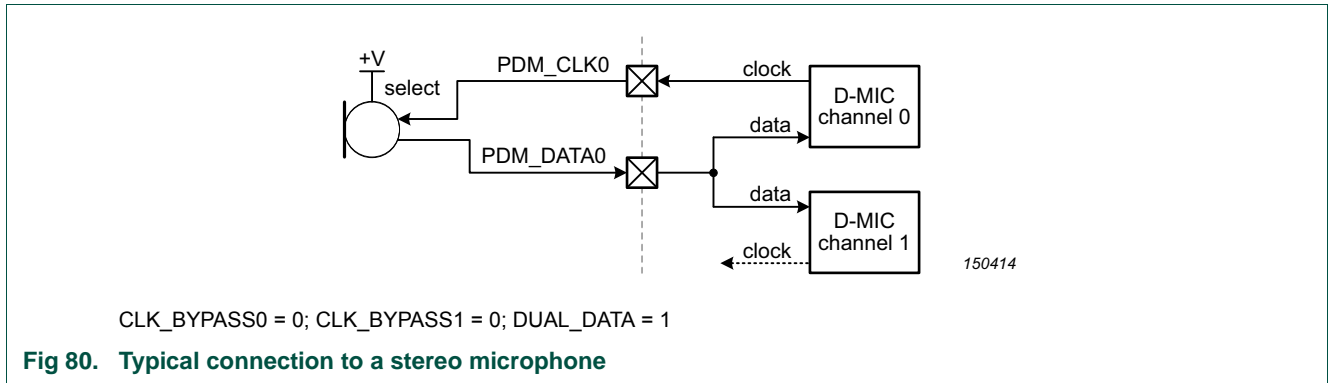 +V
select
PDM_CLK0
clock
D-MIC
channel 0
data
PDM_DATA0
data
D-MIC
channel 1
clock
150414
CLK_BYPASS0 = 0; CLK_BYPASS1 = 0; DUAL_DATA = 1
Fig 80. Typical connection to a stereo microphone